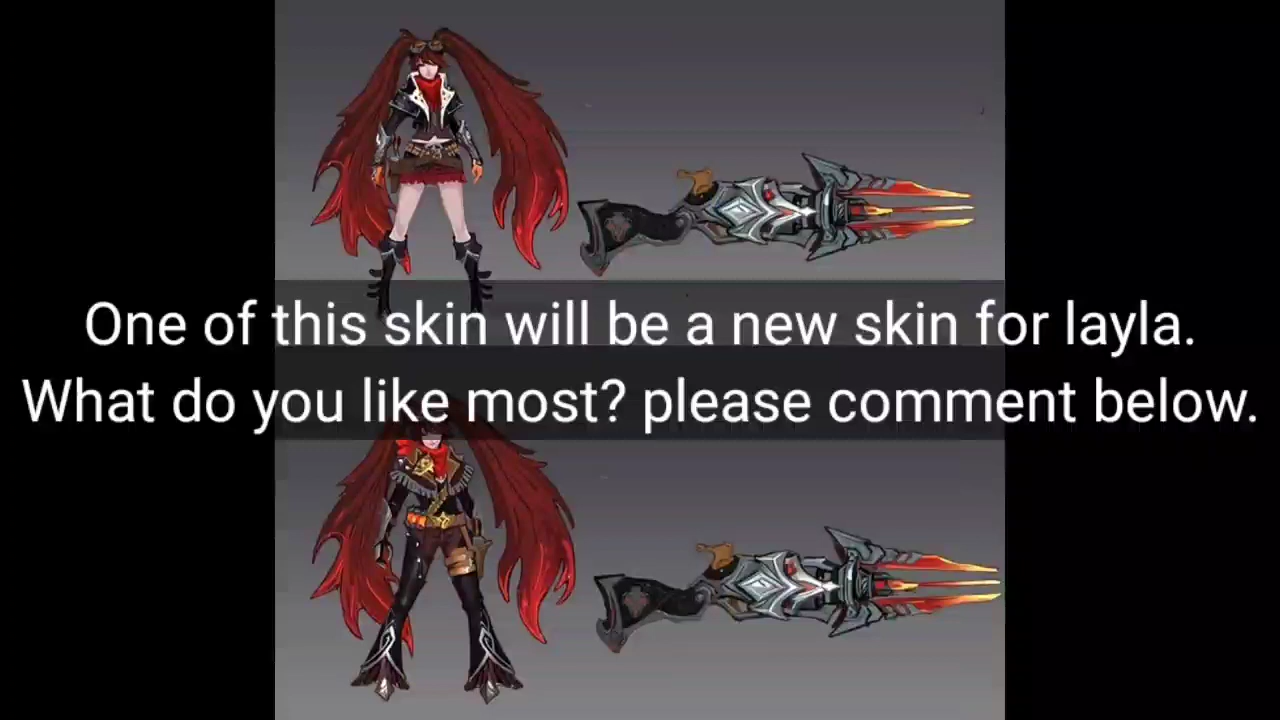 One of this skin will be a new skin for layla.
What do you like most? please comment below.